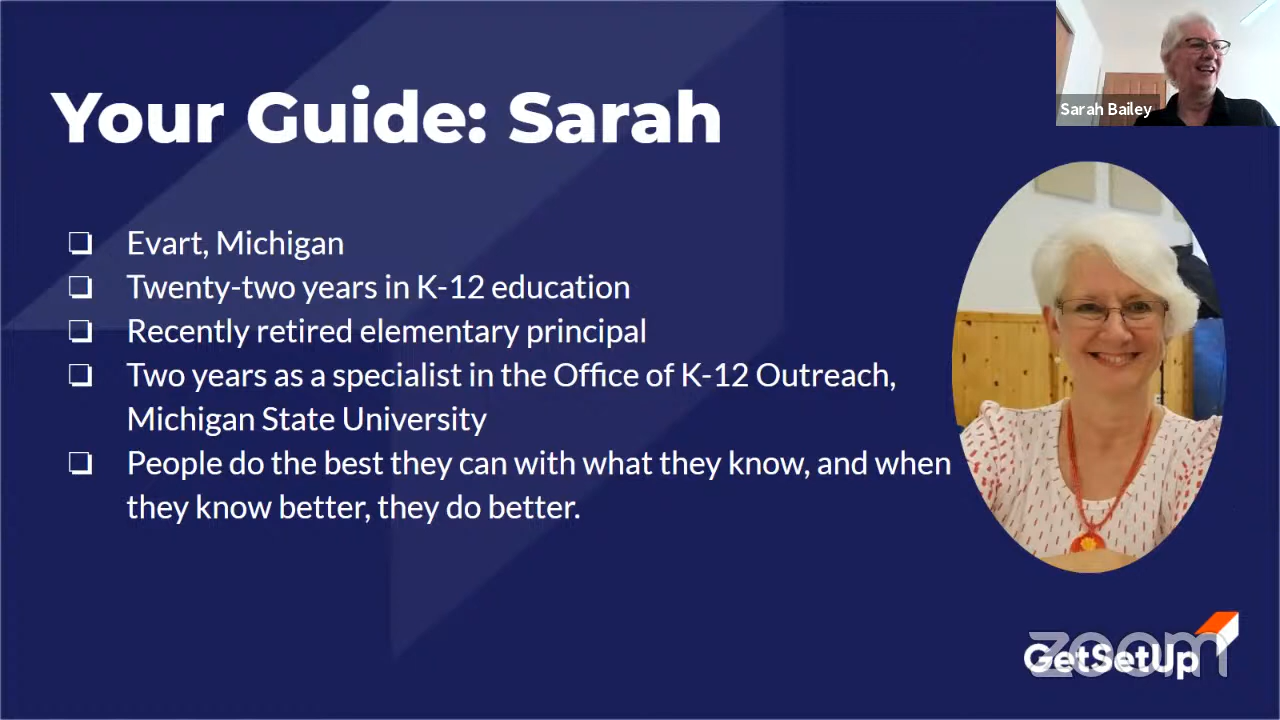 Your Guide: Sarah
Sarah Bailey
❏ Evart, Michigan
❏ Twenty-two years in K-12 education
❏ Recently retired elementary principal
❏ Two years as a specialist in the Office of K-12 Outreach,
Michigan State University
❏ People do the best they can with what they know, and when
they know better, they do better.
zoom
GetSetUp